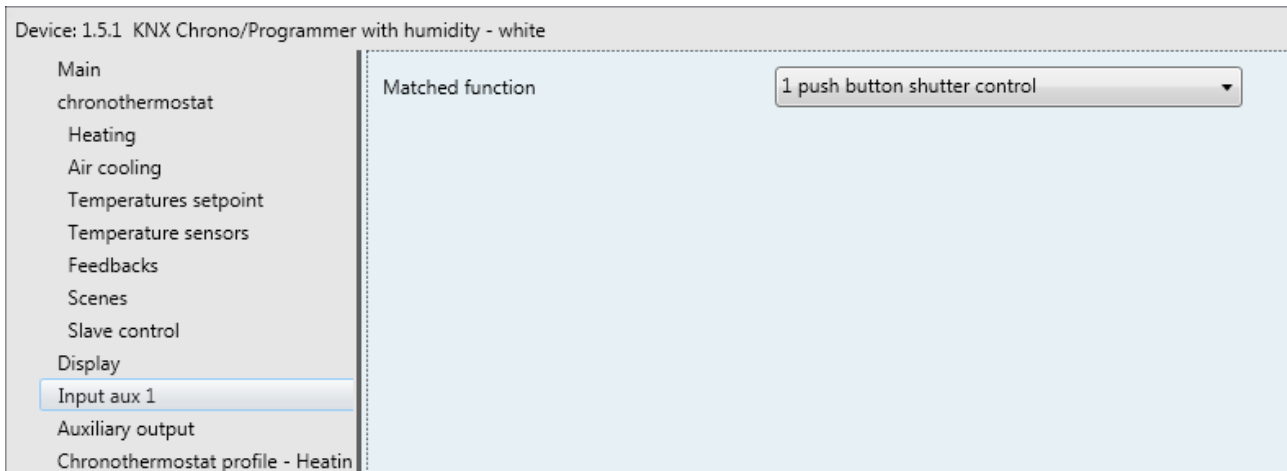 Device: 1.5.1 KNX Chrono/Programmer with humidity - white
Main
chronothermostat
Heating
Air cooling
Temperatures setpoint
Temperature sensors
Feedbacks
Scenes
Slave control
Display
Input aux 1
Auxiliary output
Chronothermostat profile - Heatin
Matched function
1 push button shutter control